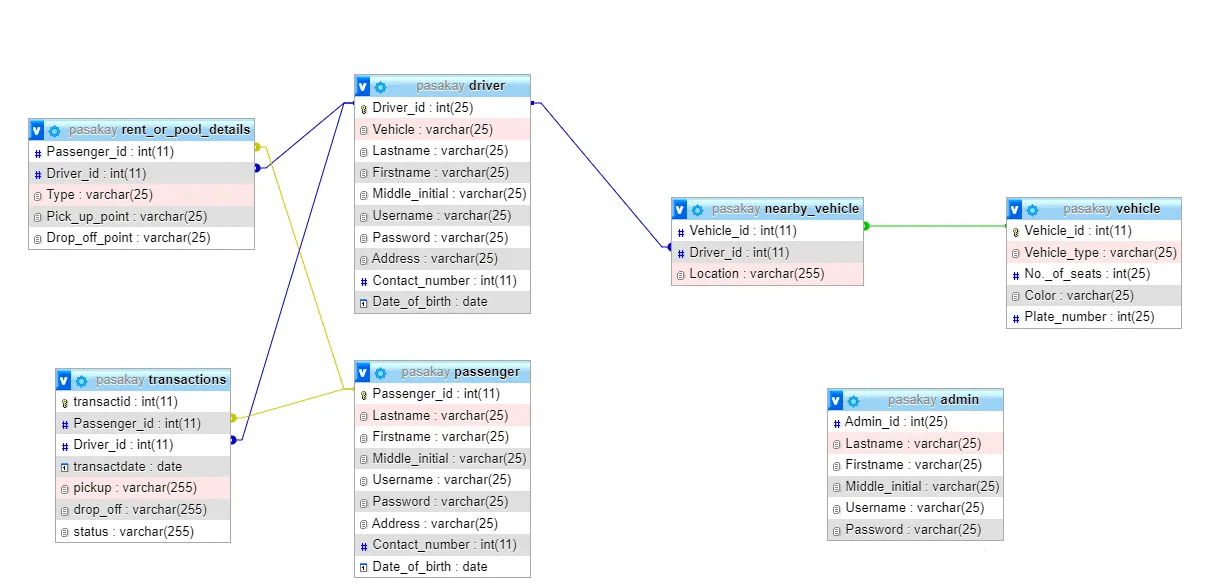 pasakay rent_or_pool_details
Passenger_id : int(11)
Driver_id : int(11)
Type : varchar(25)
Pick_up_point : varchar(25)
Drop_off_point : varchar(25)
pasakay driver
Driver_id : int(25)
Vehicle : varchar(25)
Lastname : varchar(25)
Firstname : varchar(25)
Middle_initial : varchar(25)
Username : varchar(25)
Password : varchar(25)
Address : varchar(25)
Contact_number : int(11)
Date_of_birth : date
pasakay nearby_vehicle
Vehicle_id : int(11)
Driver_id : int(11)
Location : varchar(255)
pasakay vehicle
Vehicle_id : int(11)
Vehicle_type : varchar(25)
No._of_seats : int(25)
Color : varchar(25)
Plate_number : int(25)
pasakay transactions
transactid : int(11)
Passenger_id : int(11)
Driver_id : int(11)
transactdate : date
pickup : varchar(255)
drop_off : varchar(255)
status : varchar(255)
pasakay passenger
Passenger_id : int(11)
Lastname : varchar(25)
Firstname : varchar(25)
Middle_initial : varchar(25)
Username : varchar(25)
Password : varchar(25)
Address : varchar(25)
Contact_number : int(11)
Date_of_birth : date
pasakay admin
Admin_id : int(25)
Lastname : varchar(25)
Firstname : varchar(25)
Middle_initial : varchar(25)
Username : varchar(25)
Password : varchar(25)